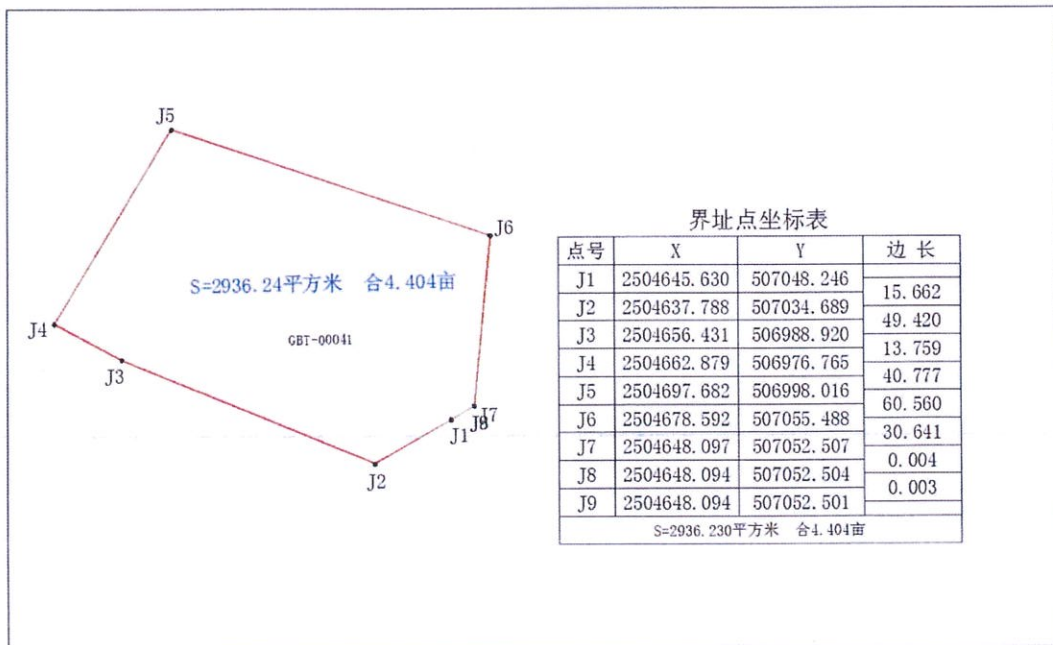 J5
J6
S=2936.24平方米 合4.404亩
J4
GBT-00041
J3
J7
J1
J2
界址点坐标表
点号 X Y 边 长
J1 2504645.630 507048.246
15.662
J2 2504637.788 507034.689
49.420
J3 2504656.431 506988.920
13.759
J4 2504662.879 506976.765
40.777
J5 2504697.682 506998.016
60.560
J6 2504678.592 507055.488
30.641
J7 2504648.097 507052.507
0.004
J8 2504648.094 507052.504
0.003
J9 2504648.094 507052.501
S=2936.230平方米 合4.404亩